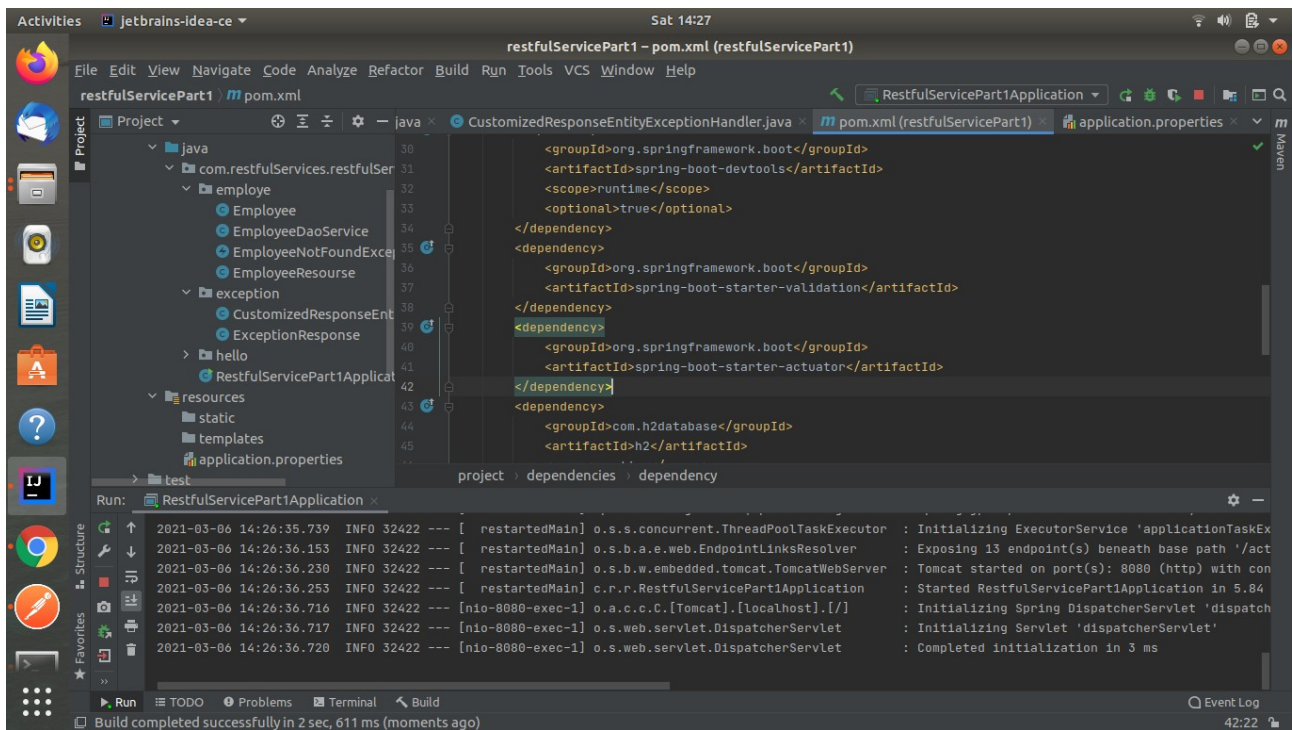 Activities jetbrains-idea-ce Sat 14:27
restfulServicePart1 – pom.xml (restfulServicePart1)
File Edit View Navigate Code Analyze Refactor Build Run Tools VCS Window Help
restfulServicePart1 m pom.xml RestfulServicePart1Application
Project java CustomizedResponseEntityExceptionHandler.java pom.xml (restfulServicePart1) application.properties
Project
Maven
java
com.restfulServices.restfulSer
employe
Employee
EmployeeDaoService
EmployeeNotFoundExcep
EmployeeResourse
exception
CustomizedResponseEnt
ExceptionResponse
hello
RestfulServicePart1Applicat
resources
static
templates
application.properties
test
30 <groupId>org.springframework.boot</groupId>
31 <artifactId>spring-boot-devtools</artifactId>
32 <scope>runtime</scope>
33 <optional>true</optional>
34 </dependency>
35 <dependency>
36 <groupId>org.springframework.boot</groupId>
37 <artifactId>spring-boot-starter-validation</artifactId>
38 </dependency>
39 <dependency>
40 <groupId>org.springframework.boot</groupId>
41 <artifactId>spring-boot-starter-actuator</artifactId>
42 </dependency>
43 <dependency>
44 <groupId>com.h2database</groupId>
45 <artifactId>h2</artifactId>
project › dependencies › dependency
Run: RestfulServicePart1Application
Structure
Favorites
2021-03-06 14:26:35.739 INFO 32422 --- [ restartedMain] o.s.s.concurrent.ThreadPoolTaskExecutor : Initializing ExecutorService 'applicationTaskEx
2021-03-06 14:26:36.153 INFO 32422 --- [ restartedMain] o.s.b.a.e.web.EndpointLinksResolver : Exposing 13 endpoint(s) beneath base path '/act
2021-03-06 14:26:36.230 INFO 32422 --- [ restartedMain] o.s.b.w.embedded.tomcat.TomcatWebServer : Tomcat started on port(s): 8080 (http) with con
2021-03-06 14:26:36.253 INFO 32422 --- [ restartedMain] c.r.r.RestfulServicePart1Application : Started RestfulServicePart1Application in 5.84
2021-03-06 14:26:36.716 INFO 32422 --- [nio-8080-exec-1] o.a.c.c.C.[Tomcat].[localhost].[/] : Initializing Spring DispatcherServlet 'dispatch
2021-03-06 14:26:36.717 INFO 32422 --- [nio-8080-exec-1] o.s.web.servlet.DispatcherServlet : Initializing Servlet 'dispatcherServlet'
2021-03-06 14:26:36.720 INFO 32422 --- [nio-8080-exec-1] o.s.web.servlet.DispatcherServlet : Completed initialization in 3 ms
Run TODO Problems Terminal Build Event Log
Build completed successfully in 2 sec, 611 ms (moments ago) 42:22